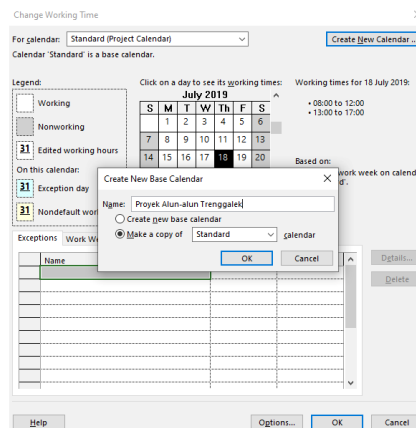 Change Working Time
For calendar: Standard (Project Calendar) Create New Calendar ...
Calendar 'Standard' is a base calendar.
Legend: Click on a day to see its working times: Working times for 18 July 2019:
Working
July 2019
• 08:00 to 12:00
• 13:00 to 17:00
S M T W Th F S
1 2 3 4 5 6
Nonworking
7 8 9 10 11 12 13
31 Edited working hours
14 15 16 17 18 19 20
On this calendar:
Based on:
31 Exception day
work week on calend
31 Nondefault wor
d'.
Create New Base Calendar
Name: Proyek Alun-alun Trenggalek
Create new base calendar
Make a copy of Standard calendar
OK Cancel
Exceptions Work We
Name
Details...
Delete
Help Options... OK Cancel